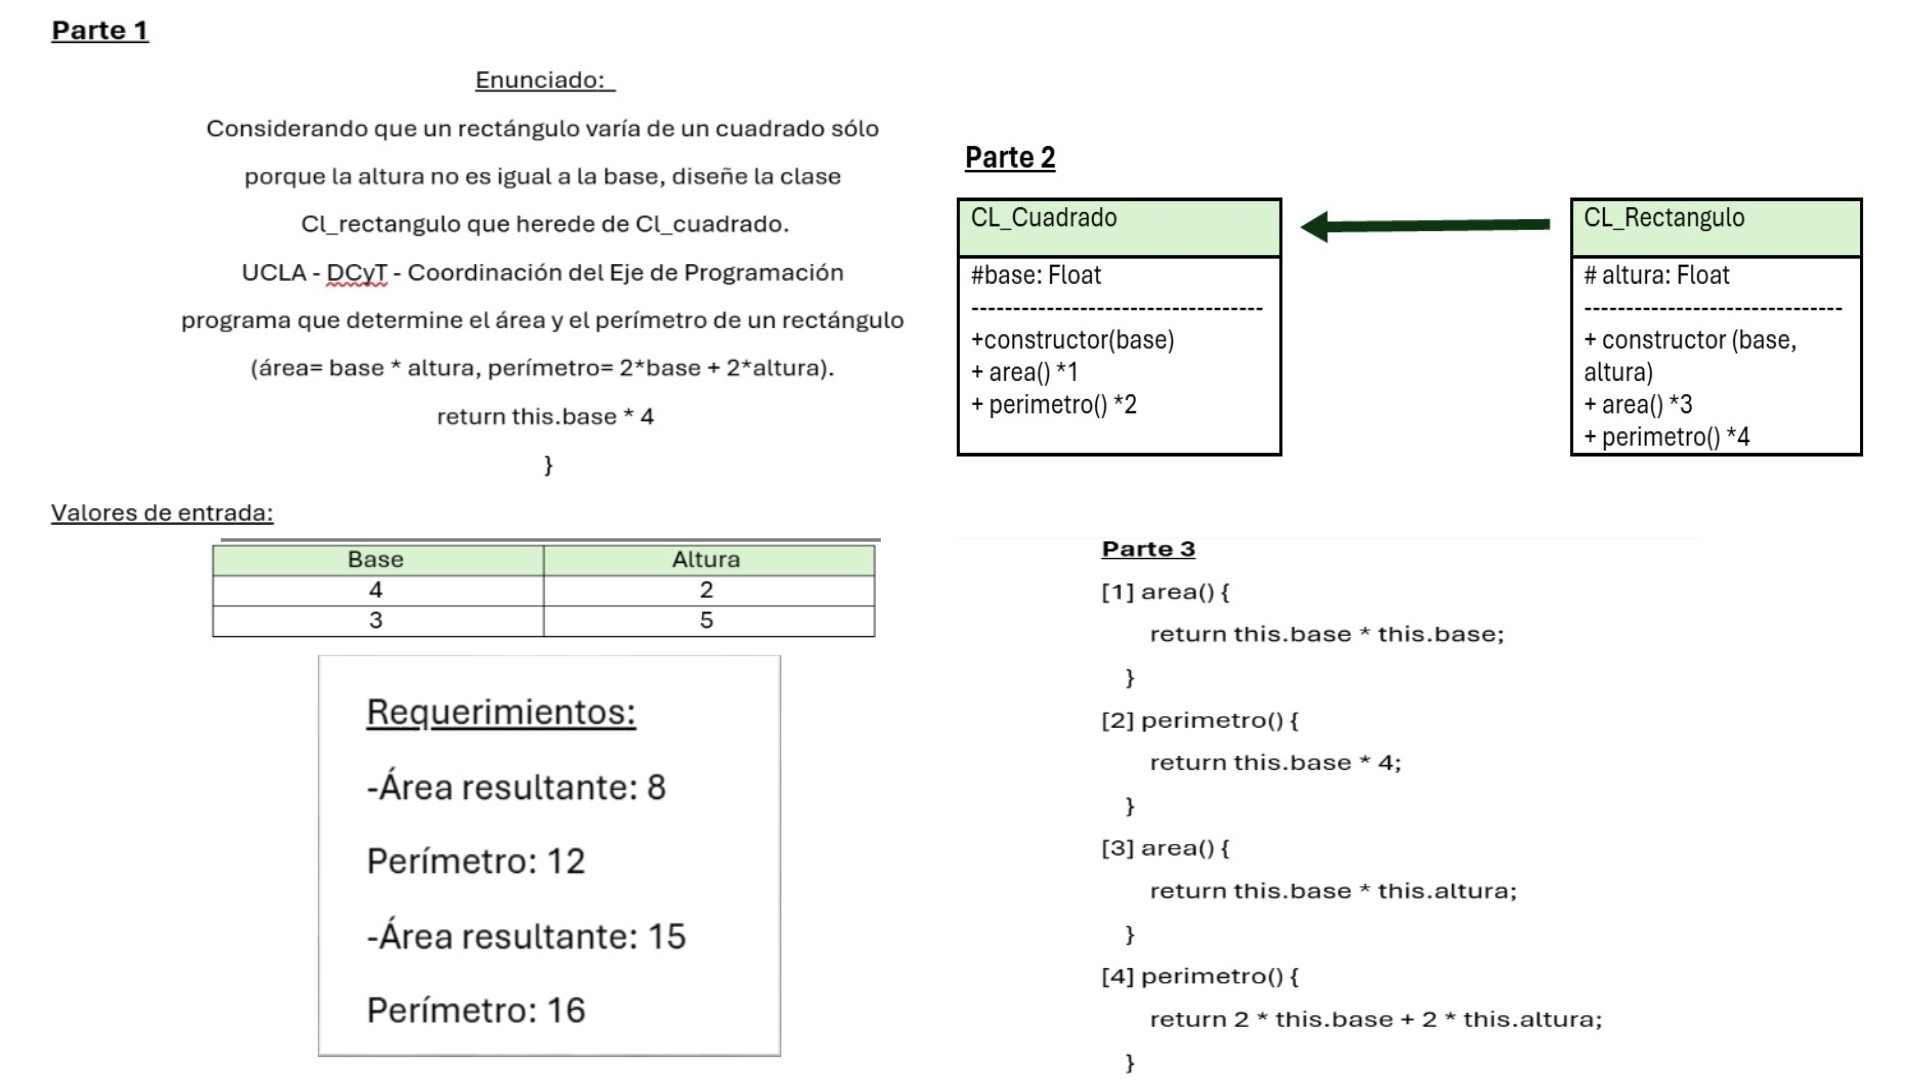 Parte 1
Enunciado:
Considerando que un rectángulo varía de un cuadrado sólo
porque la altura no es igual a la base, diseñe la clase
Cl_rectangulo que herede de Cl_cuadrado.
UCLA - DCyT - Coordinación del Eje de Programación
programa que determine el área y el perímetro de un rectángulo
(área= base * altura, perímetro= 2*base + 2*altura).
return this.base * 4
}
Valores de entrada:
Base Altura
4 2
3 5
Requerimientos:
-Área resultante: 8
Perímetro: 12
-Área resultante: 15
Perímetro: 16
Parte 2
CL_Cuadrado
#base: Float
-----------------------------------
+constructor(base)
+ area() *1
+ perimetro() *2
CL_Rectangulo
# altura: Float
-------------------------------
+ constructor (base,
altura)
+ area() *3
+ perimetro() *4
Parte 3
[1] area() {
return this.base * this.base;
}
[2] perimetro() {
return this.base * 4;
}
[3] area() {
return this.base * this.altura;
}
[4] perimetro() {
return 2 * this.base + 2 * this.altura;
}